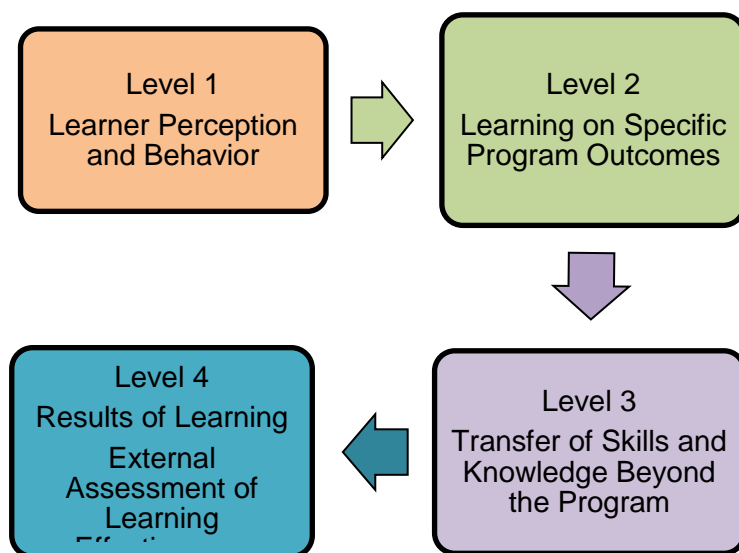 Level 1
Learner Perception
and Behavior
Level 2
Learning on Specific
Program Outcomes
Level 3
Transfer of Skills and
Knowledge Beyond
the Program
Level 4
Results of Learning
External
Assessment of
Learning